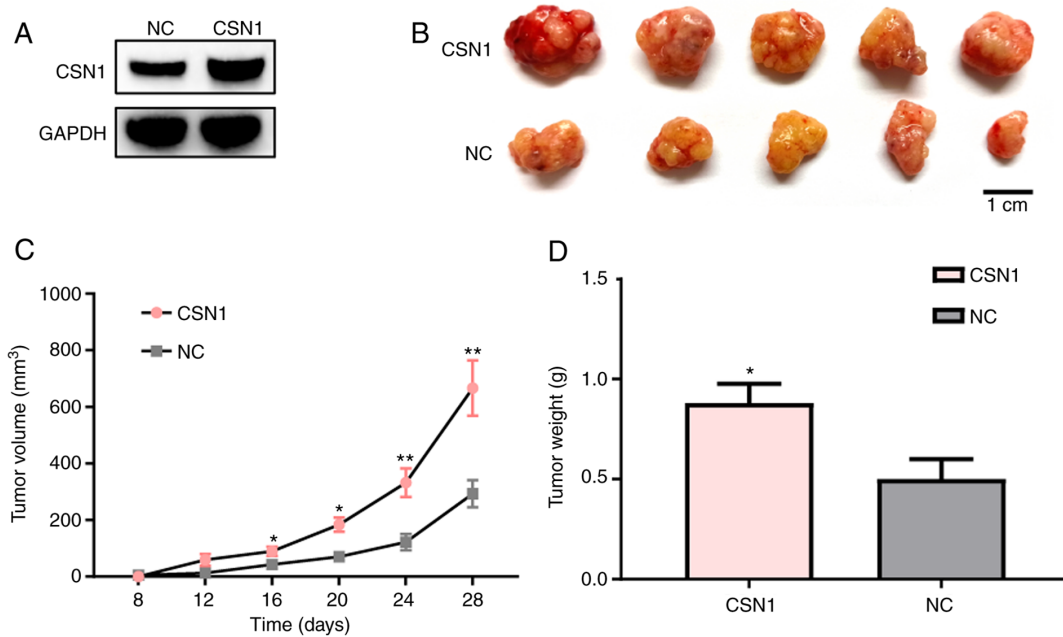 A
NC CSN1
CSN1
GAPDH
B
CSN1
NC
1 cm
C
Tumor volume (mm³)
1000
800
600
400
200
0
CSN1
NC
*
*
**
**
8 12 16 20 24 28
Time (days)
D
Tumor weight (g)
1.5
1.0
0.5
0.0
CSN1
NC
*
CSN1 NC